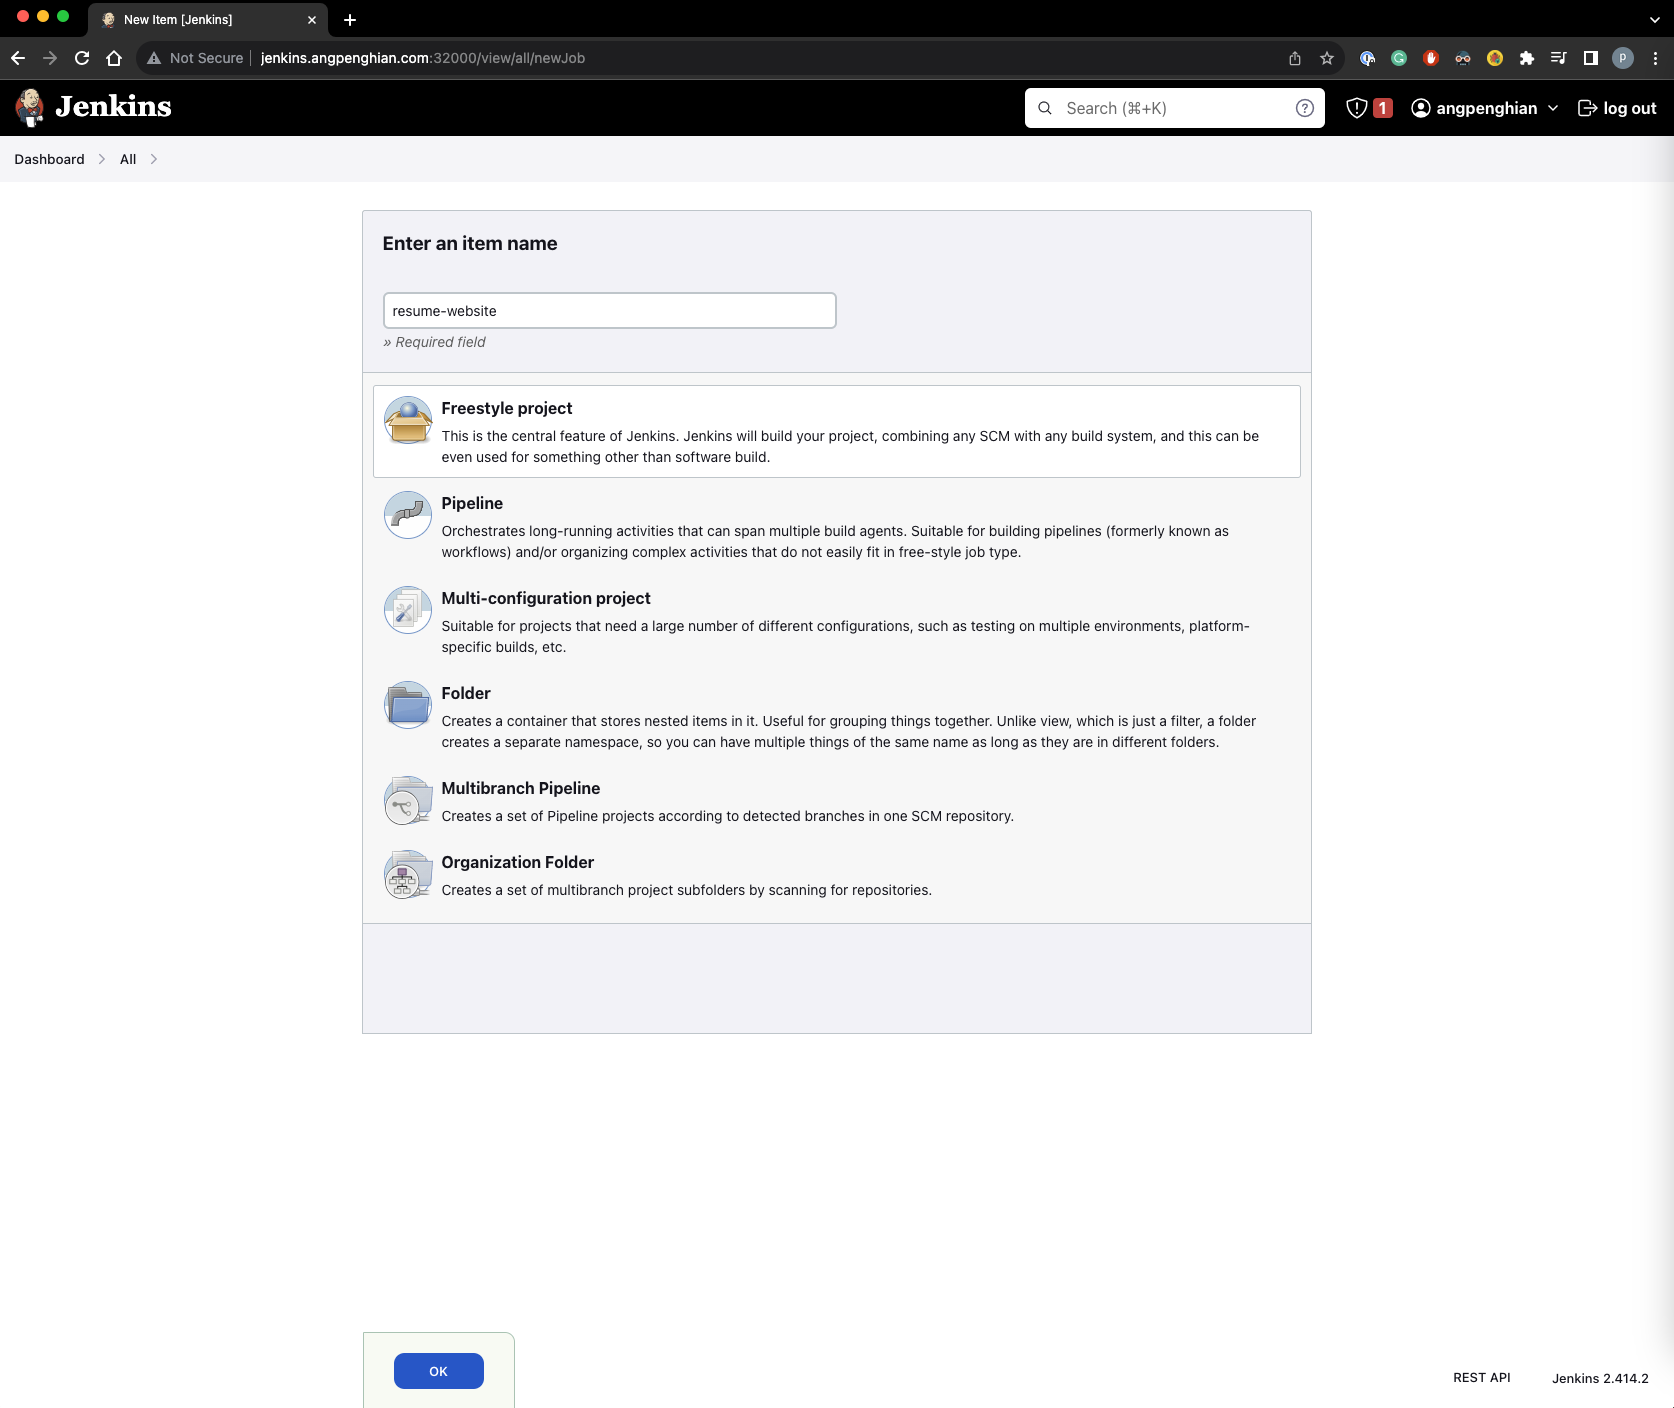 New Item [Jenkins]
Not Secure
jenkins.angpenghian.com:32000/view/all/newJob
P
Jenkins
Search (⌘+K)
1
angpenghian
log out
Dashboard
All
Enter an item name
resume-website
» Required field
Freestyle project
This is the central feature of Jenkins. Jenkins will build your project, combining any SCM with any build system, and this can be
even used for something other than software build.
Pipeline
Orchestrates long-running activities that can span multiple build agents. Suitable for building pipelines (formerly known as
workflows) and/or organizing complex activities that do not easily fit in free-style job type.
Multi-configuration project
Suitable for projects that need a large number of different configurations, such as testing on multiple environments, platform-
specific builds, etc.
Folder
Creates a container that stores nested items in it. Useful for grouping things together. Unlike view, which is just a filter, a folder
creates a separate namespace, so you can have multiple things of the same name as long as they are in different folders.
Multibranch Pipeline
Creates a set of Pipeline projects according to detected branches in one SCM repository.
Organization Folder
Creates a set of multibranch project subfolders by scanning for repositories.
OK
REST API
Jenkins 2.414.2